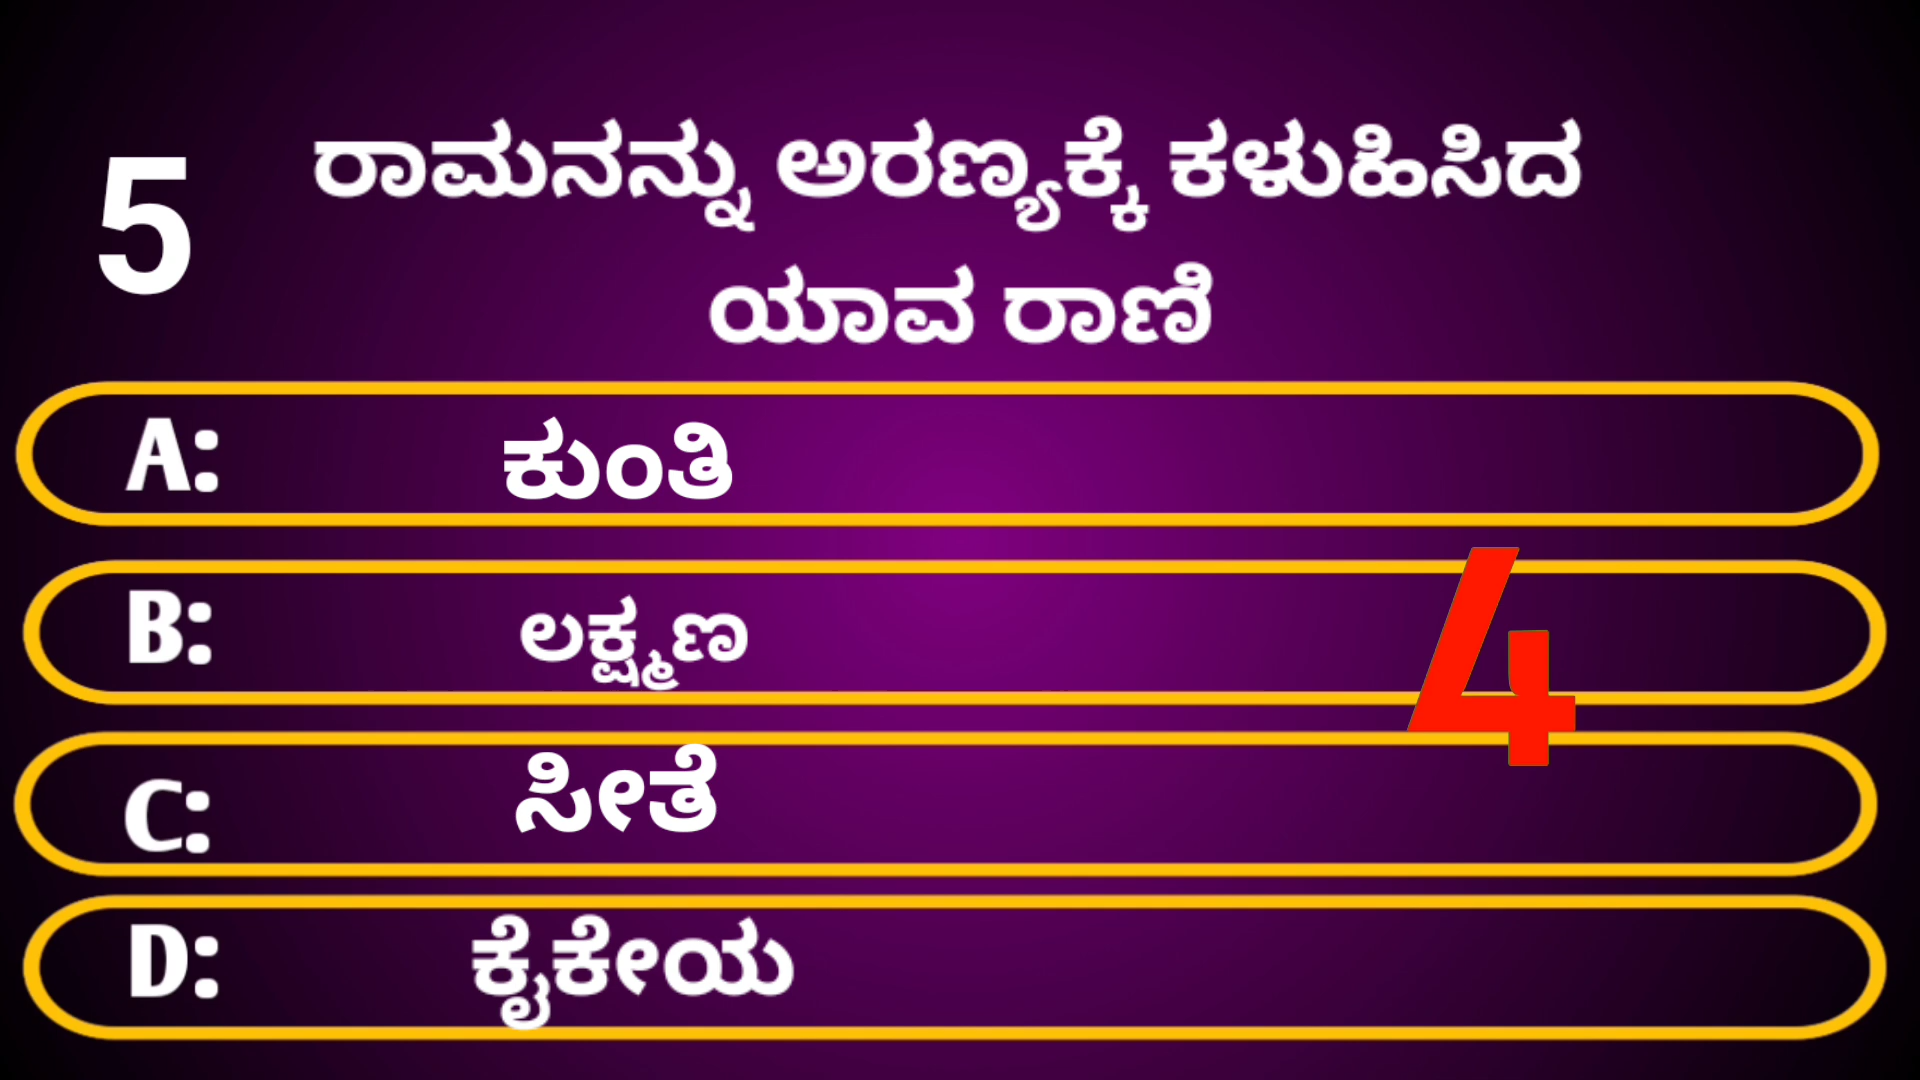 5
ರಾಮನನ್ನು ಅರಣ್ಯಕ್ಕೆ ಕಳುಹಿಸಿದ
ಯಾವ ರಾಣಿ
A: ಕುಂತಿ
B: ಲಕ್ಷ್ಮಣ
4
C: ಸೀತೆ
D: ಕೈಕೇಯ